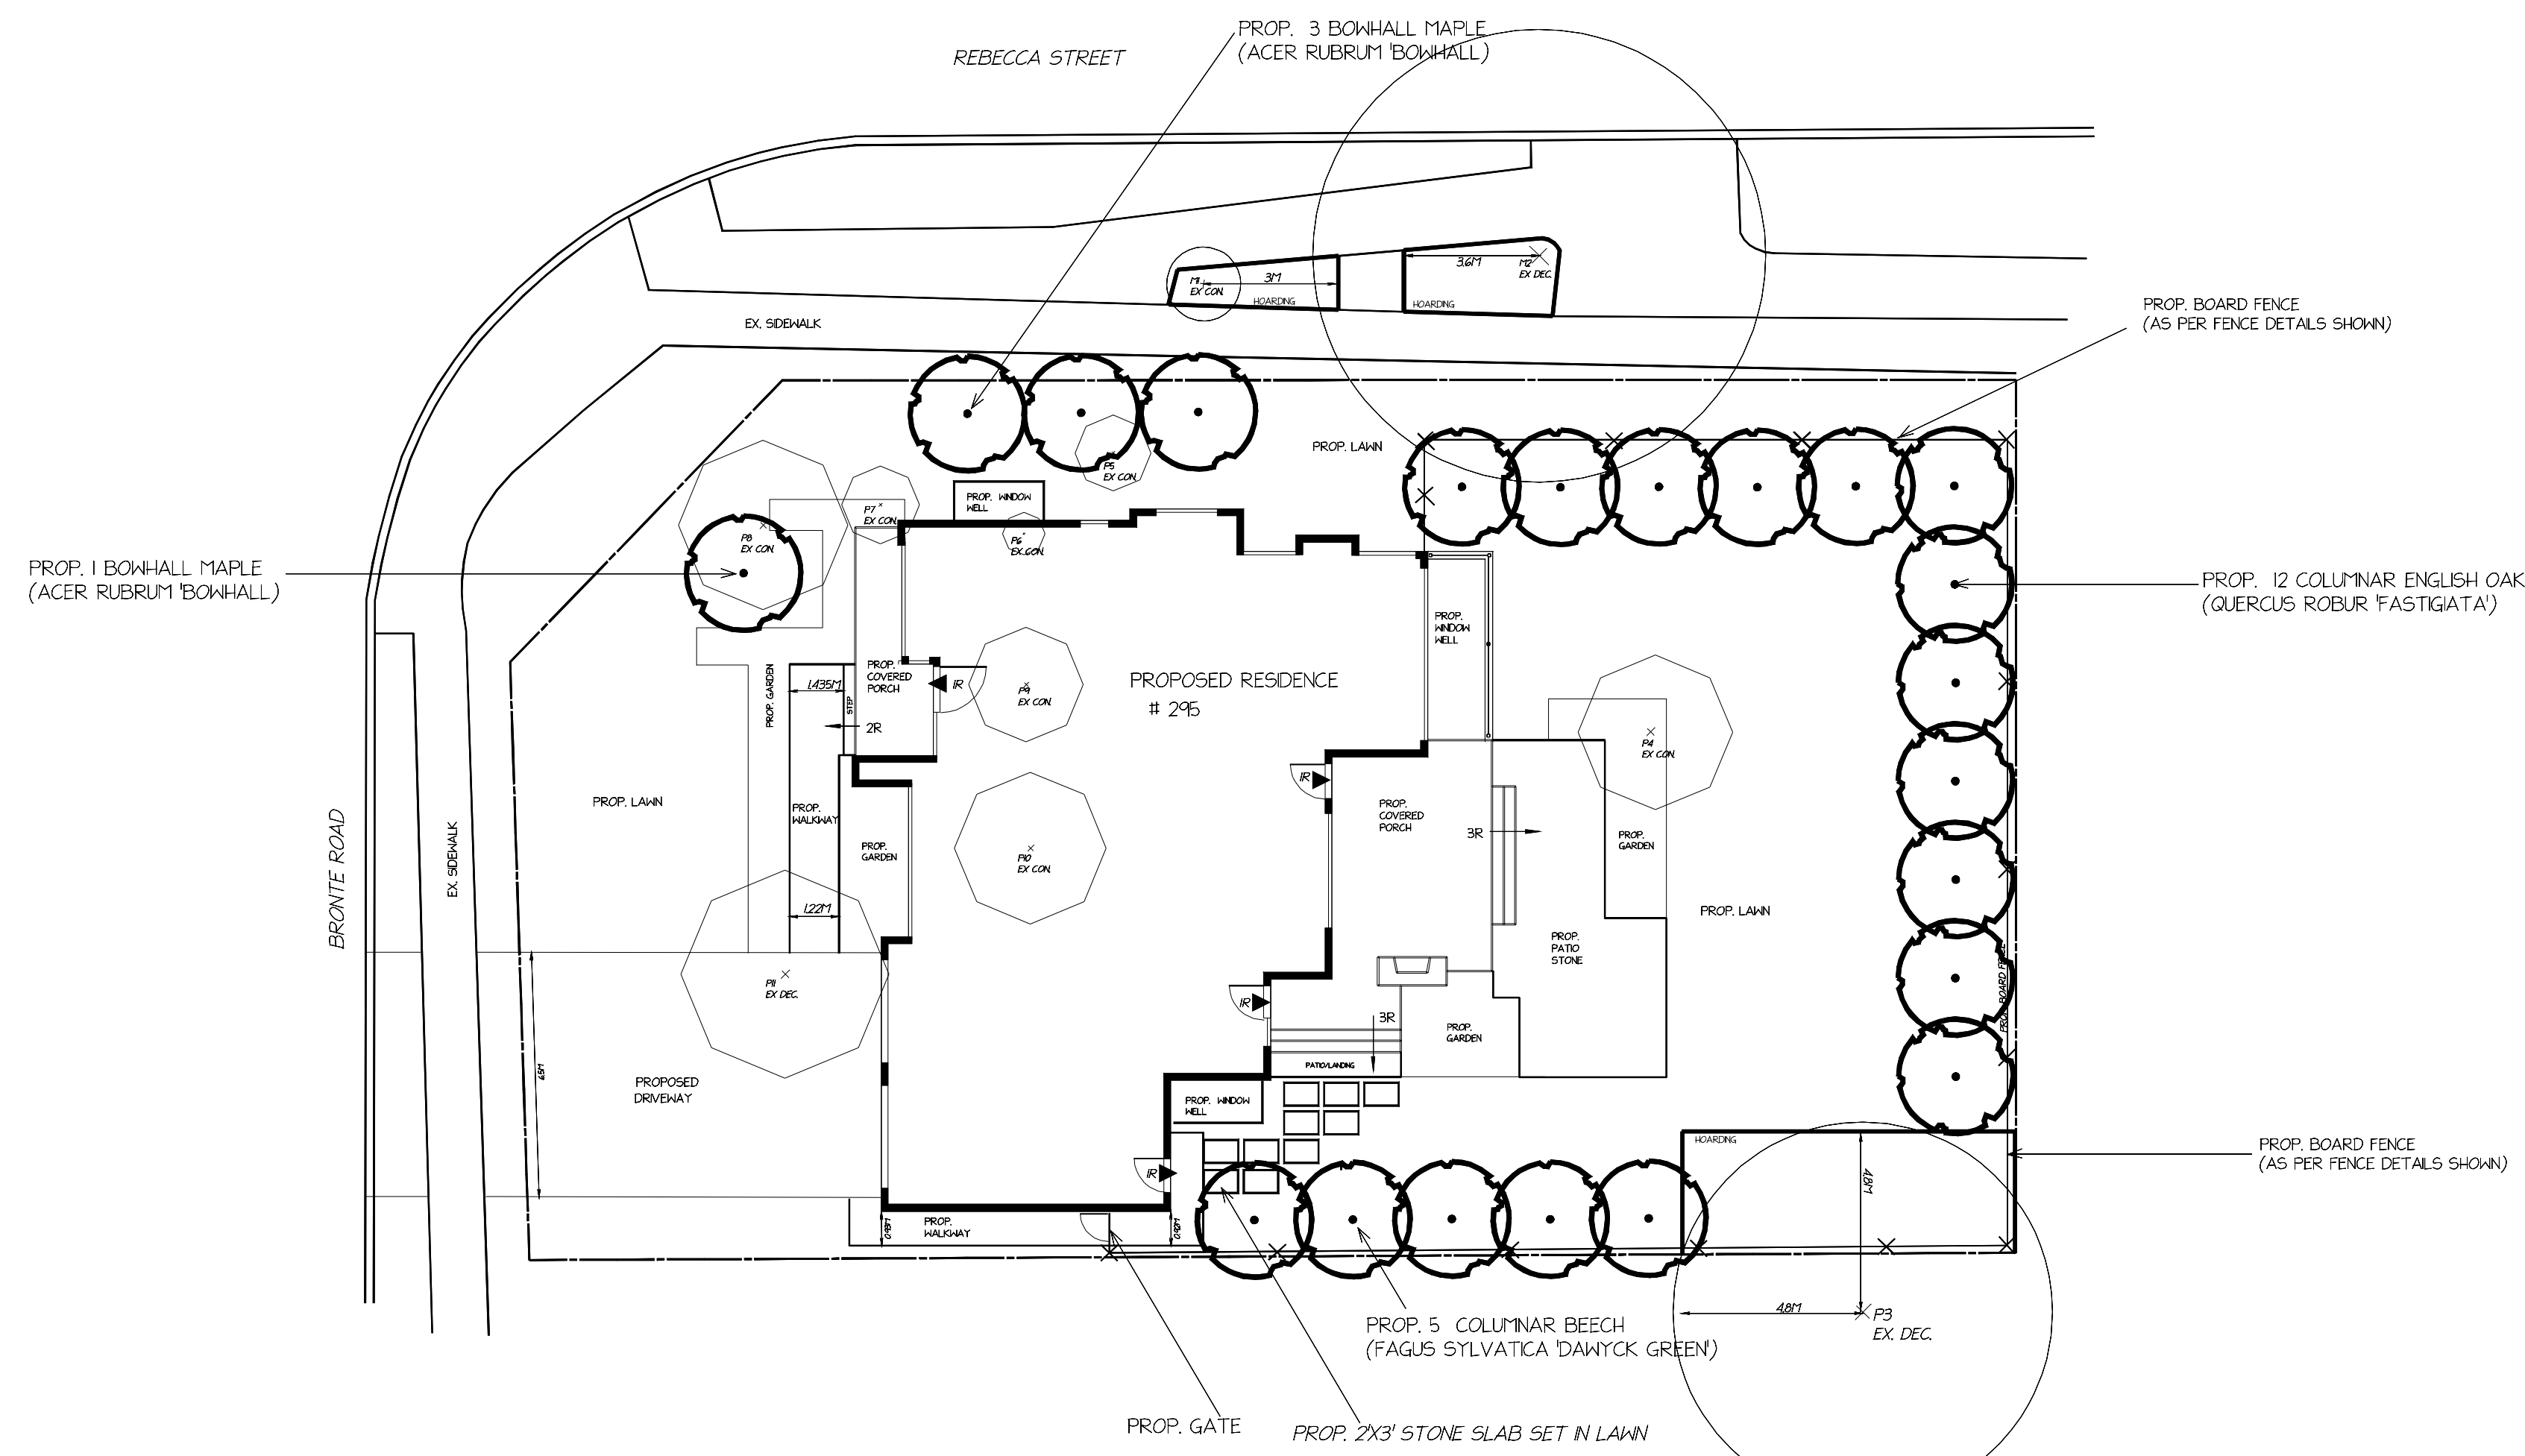 PROP. 3 BOWHALL MAPLE
(ACER RUBRUM 'BOWHALL)
REBECCA STREET
3.6M
M2
EX DEC.
M1
EX CON.
3M
HOARDING
HOARDING
EX. SIDEWALK
PROP. BOARD FENCE
(AS PER FENCE DETAILS SHOWN)
PROP. LAWN
P5
EX CON.
PROP. WINDOW
WELL
P7
EX CON.
P6
EX.CON.
P8
EX CON.
PROP. 1 BOWHALL MAPLE
(ACER RUBRUM 'BOWHALL)
PROP. 12 COLUMNAR ENGLISH OAK
(QUERCUS ROBUR 'FASTIGIATA')
PROP.
WINDOW
WELL
PROP.
COVERED
PORCH
1R
P9
EX CON.
PROPOSED RESIDENCE
# 295
1.435M
STEP
2R
PROP. GARDEN
P4
EX CON.
1R
PROP. LAWN
PROP.
WALKWAY
PROP.
COVERED
PORCH
3R
PROP.
GARDEN
PROP.
GARDEN
P10
EX CON.
BRONTE ROAD
EX. SIDEWALK
1.22M
PROP. LAWN
PROP.
PATIO
STONE
P11
EX DEC.
1R
3R
PROP.
GARDEN
PROP. BOARD FENCE
PATIO/LANDING
6.5M
PROPOSED
DRIVEWAY
PROP. WINDOW
WELL
HOARDING
PROP. BOARD FENCE
(AS PER FENCE DETAILS SHOWN)
1R
4.8M
PROP.
WALKWAY
4.8M
P3
EX. DEC.
PROP. 5 COLUMNAR BEECH
(FAGUS SYLVATICA 'DAWYCK GREEN')
PROP. GATE
PROP. 2'X3' STONE SLAB SET IN LAWN